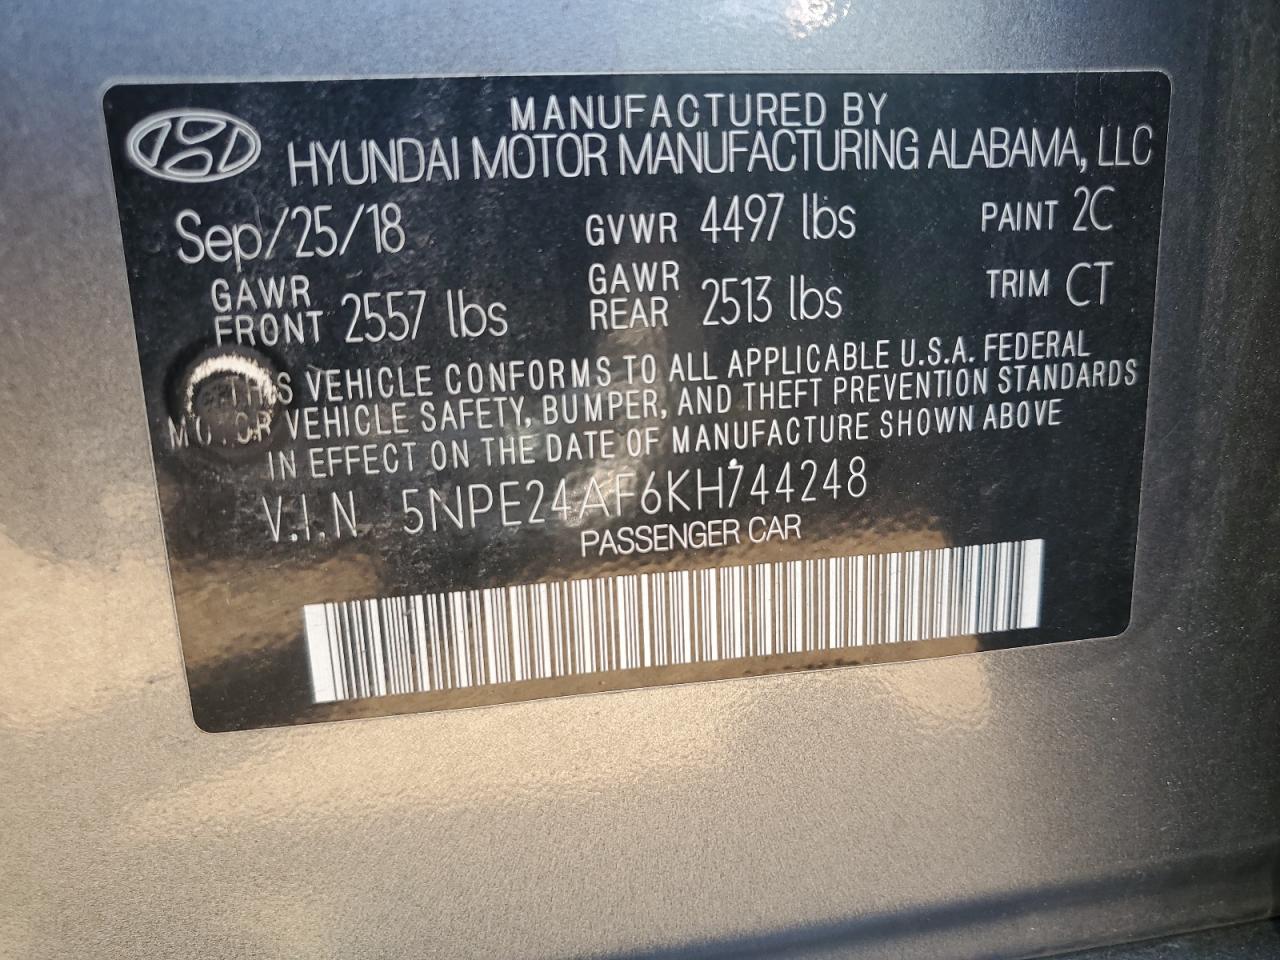 MANUFACTURED BY
HYUNDAI MOTOR MANUFACTURING ALABAMA, LLC
Sep/25/18 GVWR 4497 lbs PAINT 2C
GAWR FRONT 2557 lbs GAWR REAR 2513 lbs TRIM CT
THIS VEHICLE CONFORMS TO ALL APPLICABLE U.S.A. FEDERAL
MOTOR VEHICLE SAFETY, BUMPER, AND THEFT PREVENTION STANDARDS
IN EFFECT ON THE DATE OF MANUFACTURE SHOWN ABOVE
V.I.N 5NPE24AF6KH744248
PASSENGER CAR